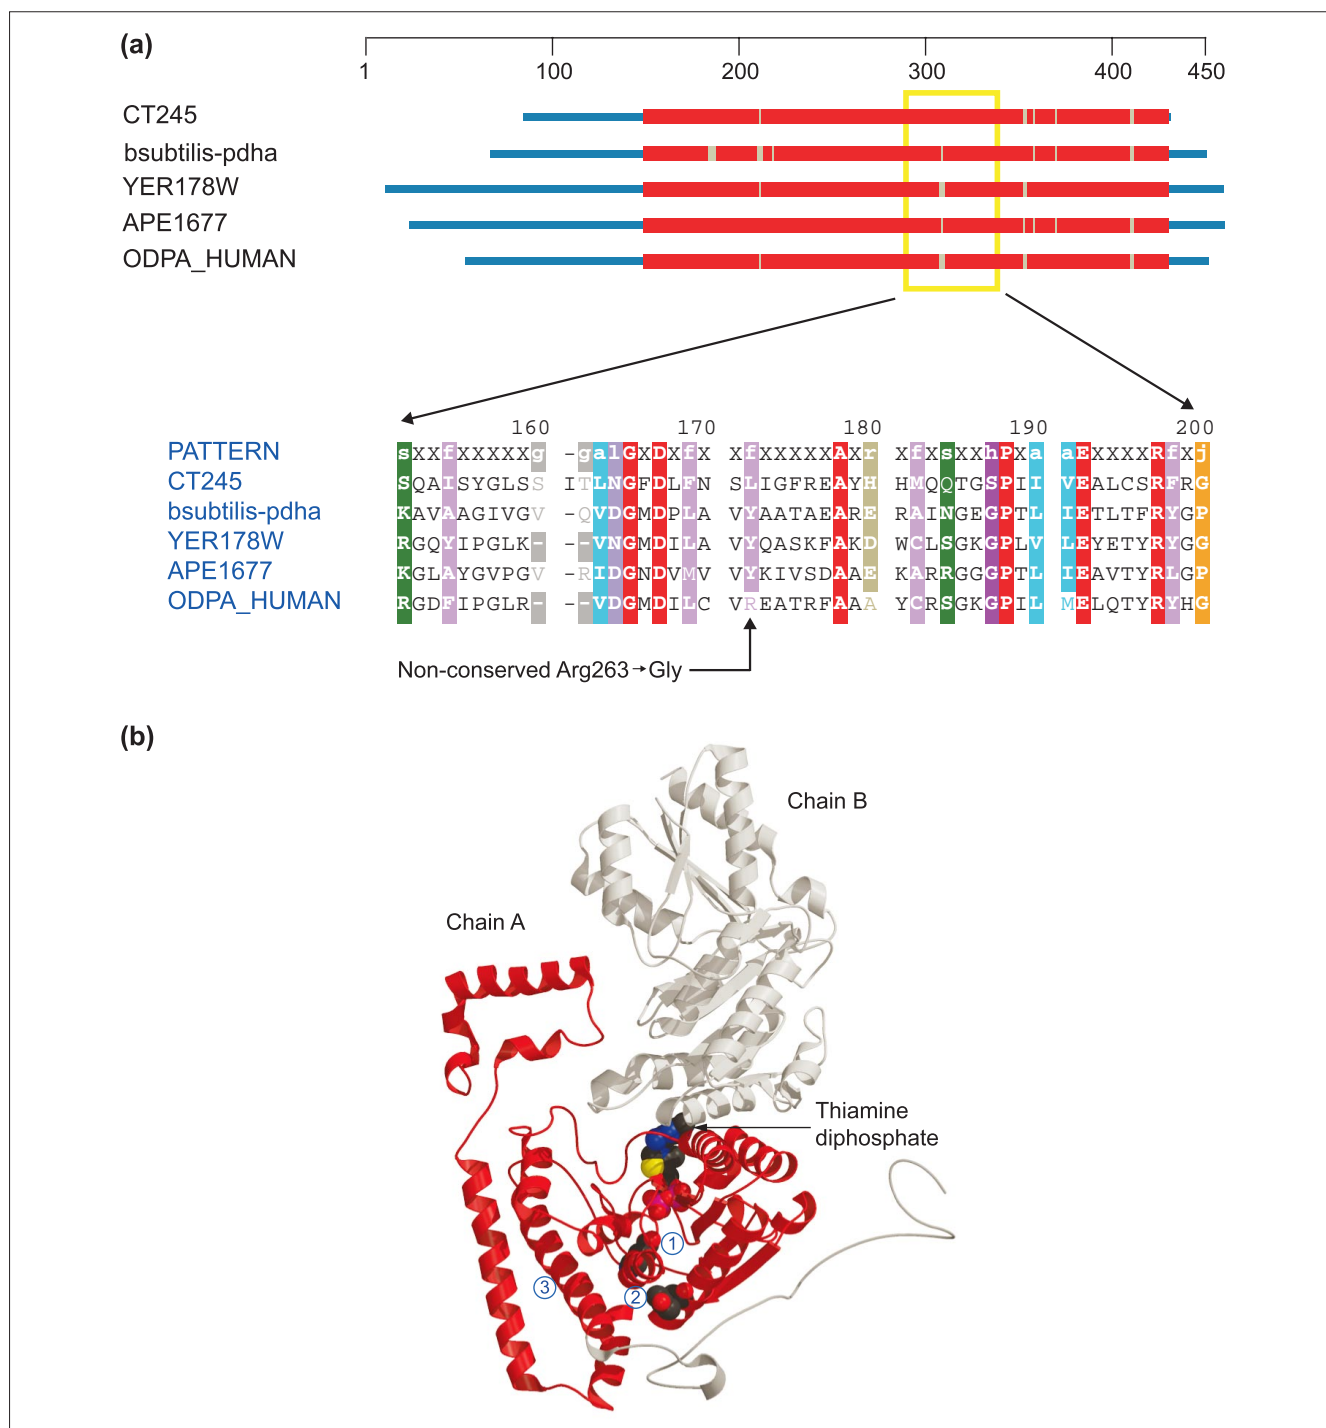 (a)
1 100 200 300 400 450
CT245
bsubtilis-pdha
YER178W
APE1677
ODPA_HUMAN
160 170 180 190 200
PATTERN sXXfXXXXXg -galGXDXf X XfXXXXXAXr XfXsXXhPXa aEXXXXRfXj
CT245 SQAISYGLSS ITLNGFDLFN SLIGFREAYH HMQQTGSPII VEALCSRFRG
bsubtilis-pdha KAVAAGIVGV -QVDGMDPLA VYAATAEARE RAINGEGPTL IETLTFRYGP
YER178W RGQYIPGLK- -VNGMDILA VYQASKFAKD WCLSGKGPLV LEYETYRYGG
APE1677 KGLAYGVPGV -RIDGNDVMV VYKIVSDAAE KARRGGGPTL IEAVTYRLGP
ODPA_HUMAN RGDFIPGLR- -VDGMDILC VREATRFAAA YCRSGKGPIL MELQTYRYHG
Non-conserved Arg263→Gly
(b)
Chain B
Chain A
Thiamine
diphosphate
1
3
2